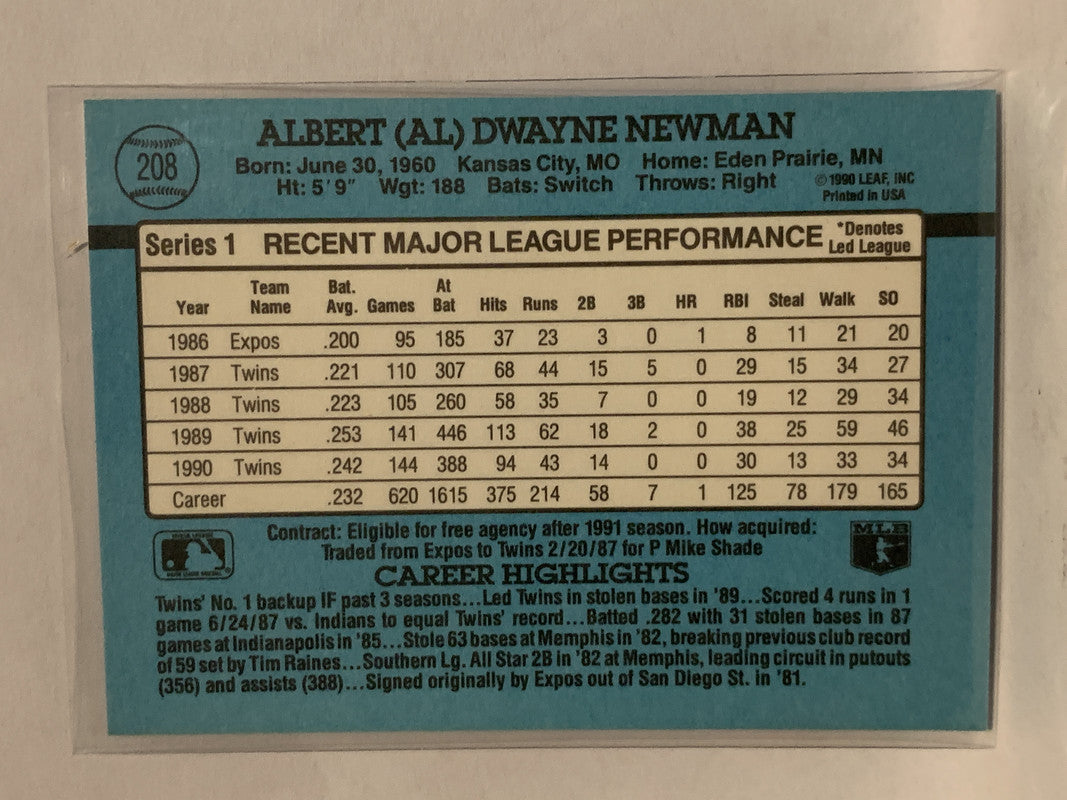 208
ALBERT (AL) DWAYNE NEWMAN
Born: June 30, 1960 Kansas City, MO Home: Eden Prairie, MN
Ht: 5'9" Wgt: 188 Bats: Switch Throws: Right
© 1990 LEAF, INC
Printed in USA
Series 1 RECENT MAJOR LEAGUE PERFORMANCE *Denotes Led League
Year Team Name Bat. Avg. Games At Bat Hits Runs 2B 3B HR RBI Steal Walk SO
1986 Expos .200 95 185 37 23 3 0 1 8 11 21 20
1987 Twins .221 110 307 68 44 15 5 0 29 15 34 27
1988 Twins .223 105 260 58 35 7 0 0 19 12 29 34
1989 Twins .253 141 446 113 62 18 2 0 38 25 59 46
1990 Twins .242 144 388 94 43 14 0 0 30 13 33 34
Career .232 620 1615 375 214 58 7 1 125 78 179 165
Contract: Eligible for free agency after 1991 season. How acquired:
Traded from Expos to Twins 2/20/87 for P Mike Shade
MLB
CAREER HIGHLIGHTS
Twins' No. 1 backup IF past 3 seasons...Led Twins in stolen bases in '89...Scored 4 runs in 1
game 6/24/87 vs. Indians to equal Twins' record...Batted .282 with 31 stolen bases in 87
games at Indianapolis in '85...Stole 63 bases at Memphis in '82, breaking previous club record
of 59 set by Tim Raines...Southern Lg. All Star 2B in '82 at Memphis, leading circuit in putouts
(356) and assists (388)...Signed originally by Expos out of San Diego St. in '81.